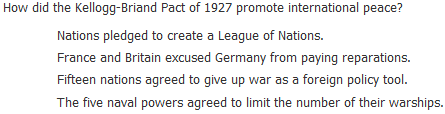 How did the Kellogg-Briand Pact of 1927 promote international peace?
Nations pledged to create a League of Nations.
France and Britain excused Germany from paying reparations.
Fifteen nations agreed to give up war as a foreign policy tool.
The five naval powers agreed to limit the number of their warships.